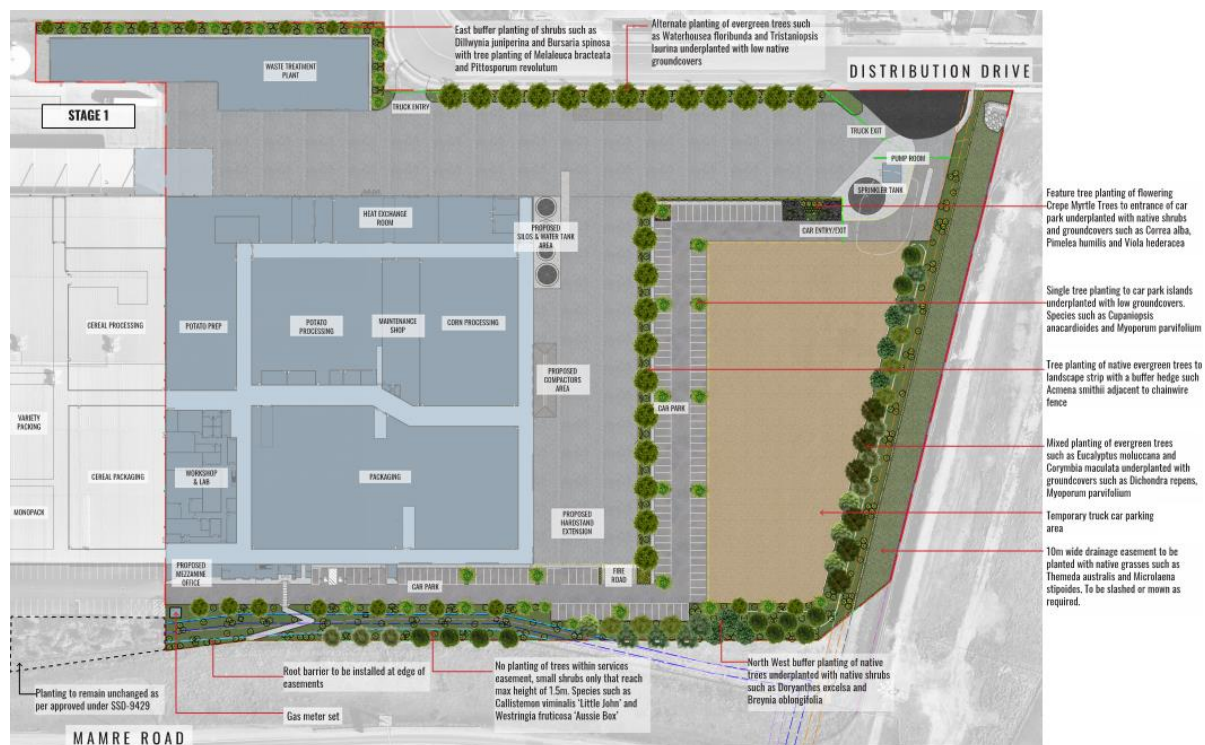 East buffer planting of shrubs such as
Dillwynia juniperina and Bursaria spinosa
with tree planting of Melaleuca bracteata
and Pittosporum revolutum
Alternate planting of evergreen trees such
as Waterhousea floribunda and Tristaniopsis
laurina underplanted with low native
groundcovers
DISTRIBUTION DRIVE
WASTE TREATMENT
PLANT
STAGE 1
TRUCK ENTRY
TRUCK EXIT
PUMP ROOM
SPRINKLER TANK
HEAT EXCHANGE
ROOM
PROPOSED
SILOS & WATER TANK
AREA
CAR ENTRY/EXIT
Feature tree planting of flowering
Crepe Myrtle Trees to entrance of car
park underplanted with native shrubs
and groundcovers such as Correa alba,
Pimelea humilis and Viola hederacea
CEREAL PROCESSING
POTATO PREP
POTATO
PROCESSING
MAINTENANCE
SHOP
CORN PROCESSING
Single tree planting to car park islands
underplanted with low groundcovers.
Species such as Cupaniopsis
anacardioides and Myoporum parvifolium
PROPOSED
COMPACTORS
AREA
CAR PARK
Tree planting of native evergreen trees to
landscape strip with a buffer hedge such
Acmena smithii adjacent to chainwire
fence
VARIETY
PACKING
CEREAL PACKAGING
WORKSHOP
& LAB
PACKAGING
Mixed planting of evergreen trees
such as Eucalyptus moluccana and
Corymbia maculata underplanted with
groundcovers such as Dichondra repens,
Myoporum parvifolium
MONOPACK
PROPOSED
HARDSTAND
EXTENSION
Temporary truck car parking
area
PROPOSED
MEZZANINE
OFFICE
CAR PARK
FIRE
ROAD
10m wide drainage easement to be
planted with native grasses such as
Themeda australis and Microlaena
stipoides. To be slashed or mown as
required.
Planting to remain unchanged as
per approved under SSD-9429
Root barrier to be installed at edge of
easements
Gas meter set
No planting of trees within services
easement, small shrubs only that reach
max height of 1.5m. Species such as
Callistemon viminalis ‘Little John’ and
Westringia fruticosa ‘Aussie Box’
North West buffer planting of native
trees underplanted with native shrubs
such as Doryanthes excelsa and
Breynia oblongifolia
MAMRE ROAD